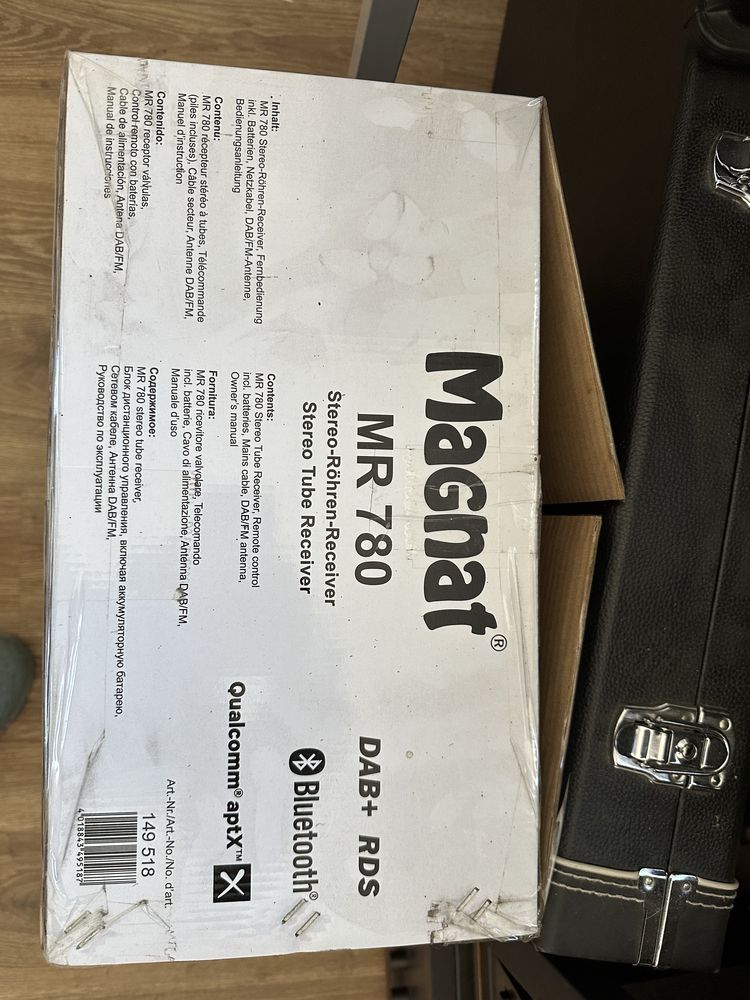 Magnat®
MR 780
Stereo-Röhren-Receiver
Stereo Tube Receiver
DAB+ RDS
Bluetooth®
Qualcomm® aptX™
Inhalt:
MR 780 Stereo-Röhren-Receiver, Fernbedienung
inkl. Batterien, Netzkabel, DAB/FM-Antenne,
Bedienungsanleitung
Contenu:
MR 780 récepteur stéréo à tubes, Télécommande
(piles incluses), Câble secteur, Antenne DAB/FM,
Manuel d'instruction
Contenido:
MR 780 receptor válvulas,
Control remoto con baterías,
Cable de alimentación, Antena DAB/FM,
Manual de instrucciones
Contents:
MR 780 Stereo Tube Receiver, Remote control
incl. batteries, Mains cable, DAB/FM antenna,
Owner's manual
Fornitura:
MR 780 ricevitore valvolare, Telecomando
incl. batterie, Cavo di alimentazione, Antenna DAB/FM,
Manuale d'uso
Содержимое:
MR 780 stereo tube receiver,
Блок дистанционного управления, включая аккумуляторную батарею,
Сетевом кабеле, Антенна DAB/FM,
Руководство по эксплуатации
Art.-Nr./Art.-No./No. d'art.
149 518
4 018843 495187